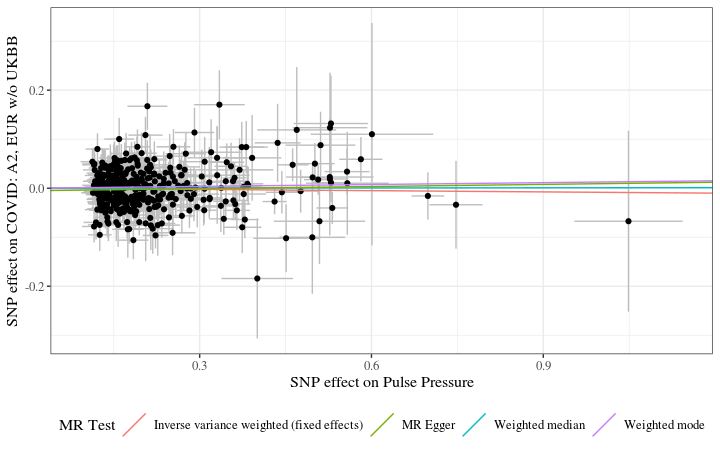 SNP effect on COVID: A2, EUR w/o UKBB
0.2
0.0
-0.2
0.3
0.6
0.9
SNP effect on Pulse Pressure
MR Test
Inverse variance weighted (fixed effects)
MR Egger
Weighted median
Weighted mode